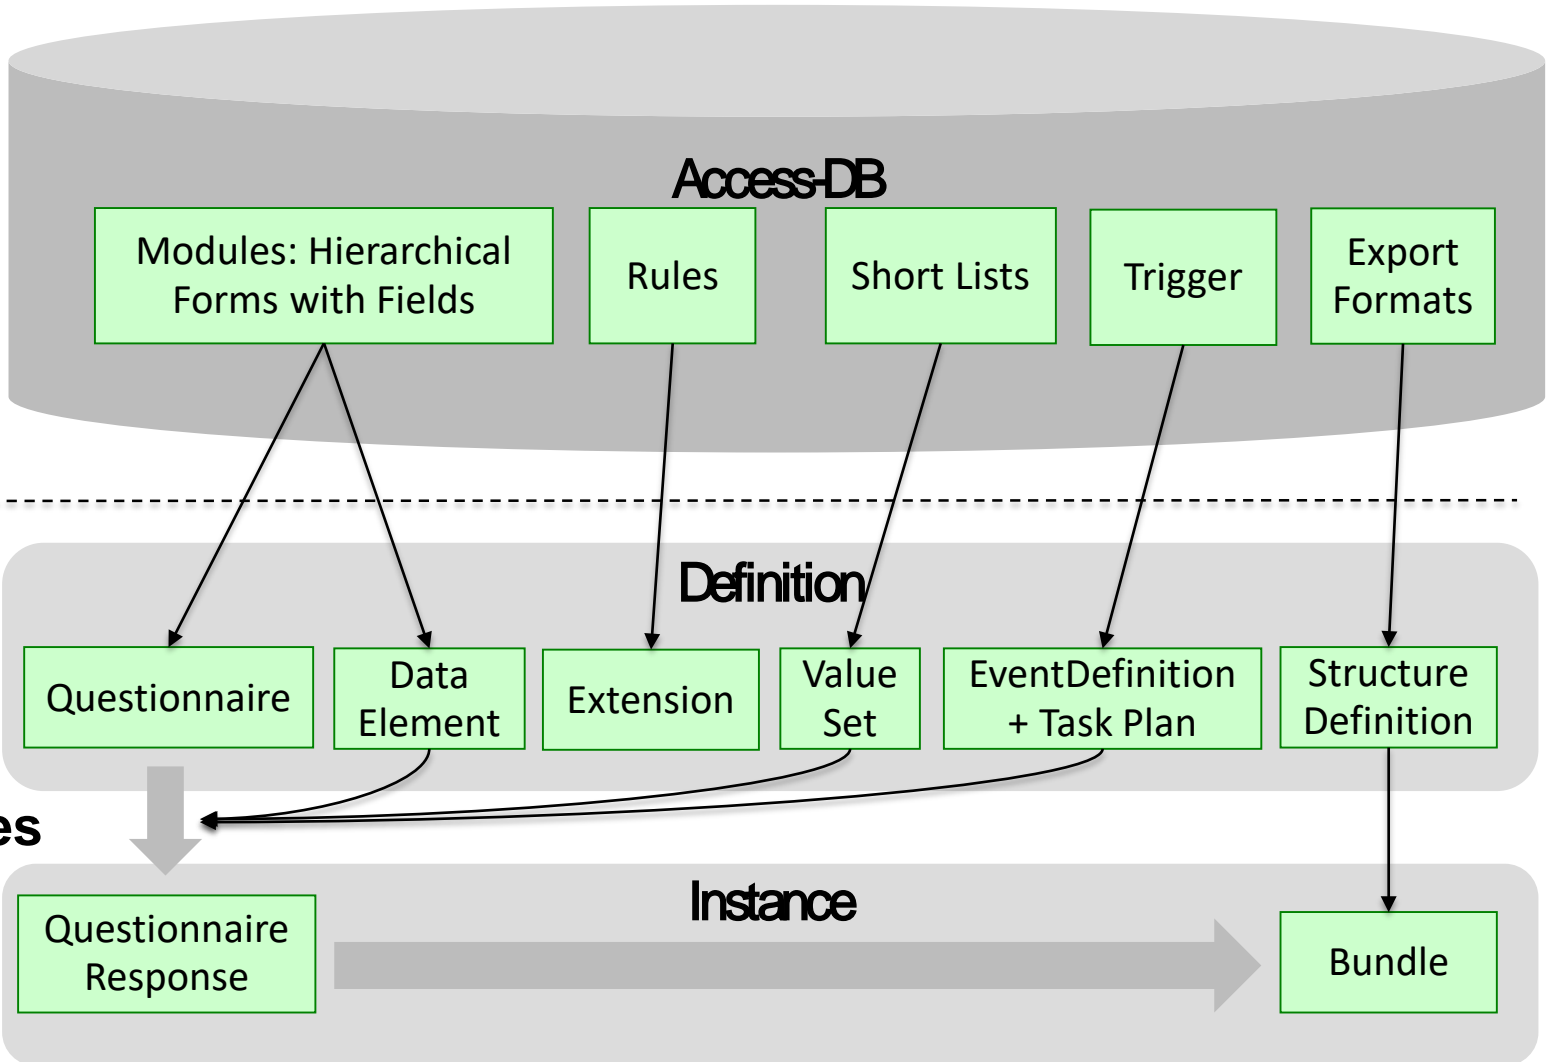 Access-DB
Modules: Hierarchical
Forms with Fields
Rules
Short Lists
Trigger
Export
Formats
Definition
Questionnaire
Data
Element
Extension
Value
Set
EventDefinition
+ Task Plan
Structure
Definition
es
Instance
Questionnaire
Response
Bundle